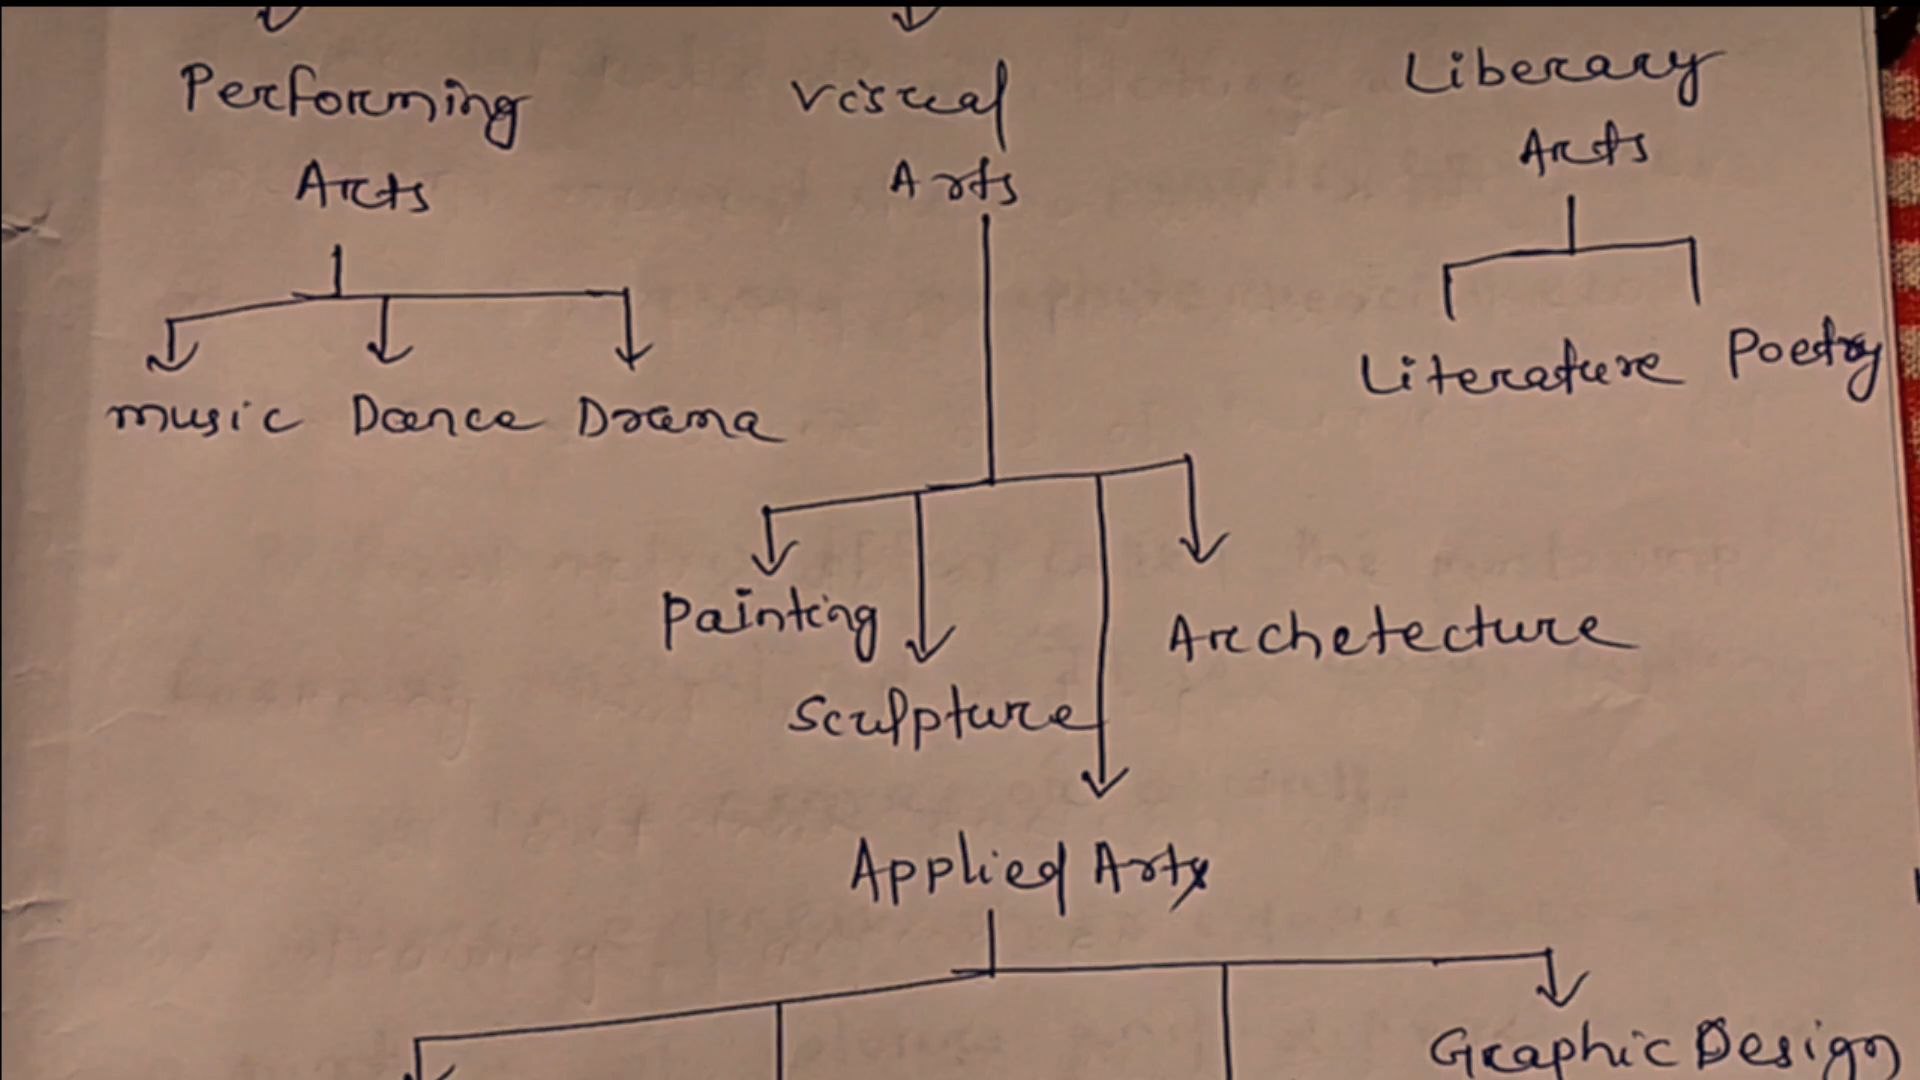 Performing
Arts
Visual
Arts
Liberary
Arts
music Dance Drama
Literature Poetry
Painting
Sculpture
Archetecture
Applied Arts
Graphic Design